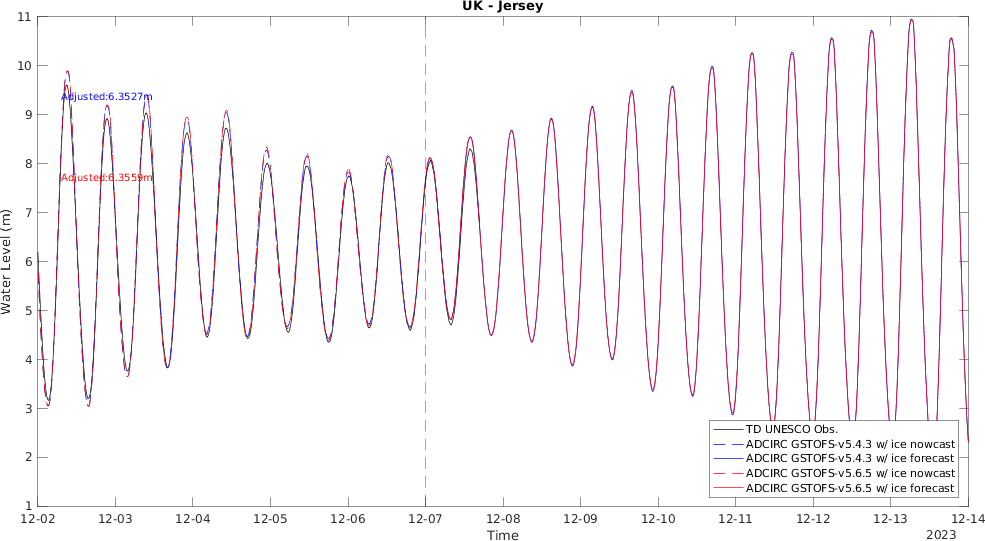 UK - Jersey
11
10
9
8
7
6
5
4
3
2
1
Water Level (m)
Adjusted:6.3527m
Adjusted:6.3559m
TD UNESCO Obs.
ADCIRC GSTOFS-v5.4.3 w/ ice nowcast
ADCIRC GSTOFS-v5.4.3 w/ ice forecast
ADCIRC GSTOFS-v5.6.5 w/ ice nowcast
ADCIRC GSTOFS-v5.6.5 w/ ice forecast
12-02 12-03 12-04 12-05 12-06 12-07 12-08 12-09 12-10 12-11 12-12 12-13 12-14
Time
2023